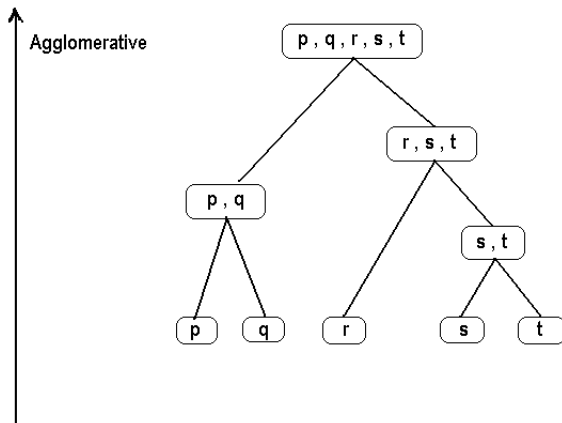 Agglomerative
p , q , r , s , t
r , s , t
p , q
s , t
p
q
r
s
t